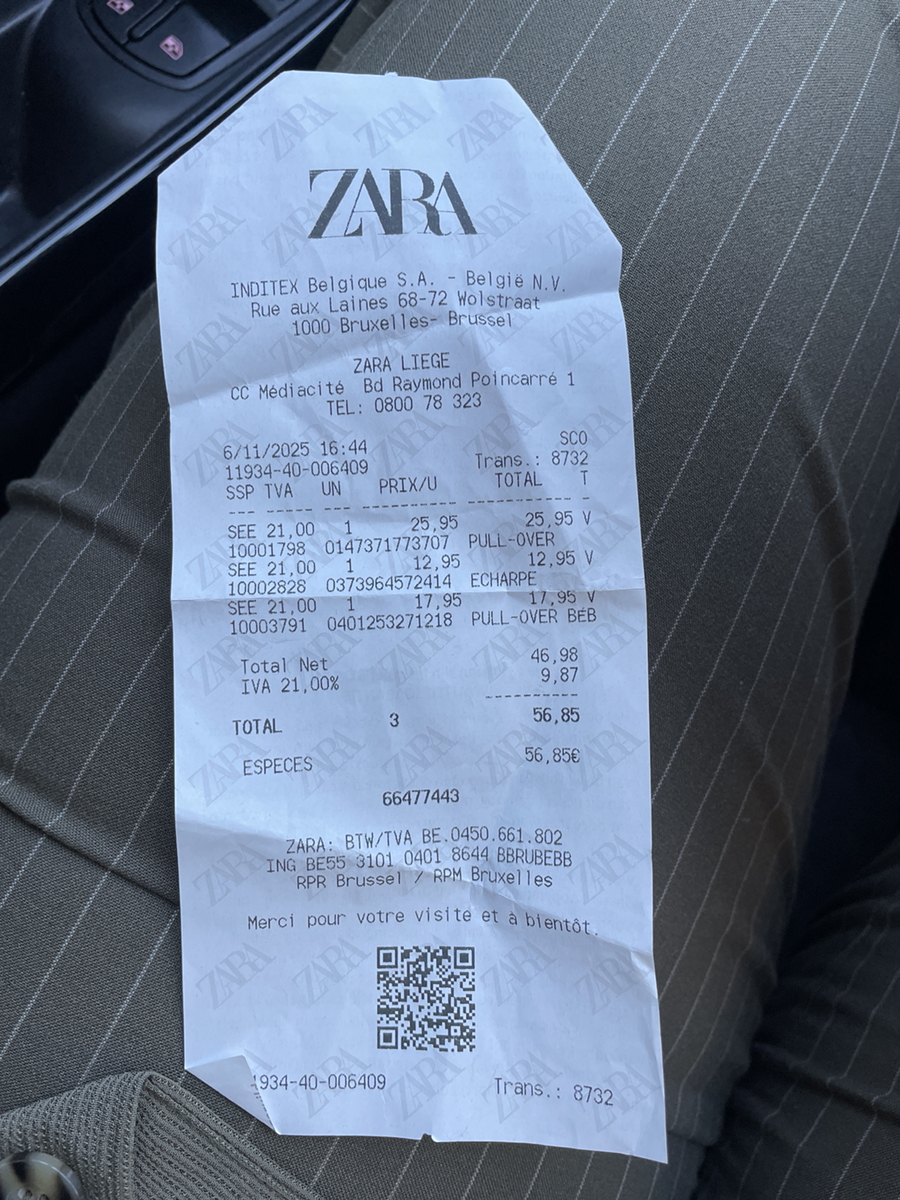 ZARA
INDITEX Belgique S.A. - België N.V.
Rue aux Laines 68-72 Wolstraat
1000 Bruxelles- Brussel
ZARA LIEGE
CC Médiacité Bd Raymond Poincarré 1
TEL: 0800 78 323
6/11/2025 16:44 SCO
11934-40-006409 Trans.: 8732
SSP TVA UN PRIX/U TOTAL T
--- ----- --- ---------- ----------- -
SEE 21,00 1 25,95 25,95 V
10001798 0147371773707 PULL-OVER
SEE 21,00 1 12,95 12,95 V
10002828 0373964572414 ECHARPE
SEE 21,00 1 17,95 17,95 V
10003791 0401253271218 PULL-OVER BÉB
Total Net 46,98
IVA 21,00% 9,87
----------
TOTAL 3 56,85
ESPECES 56,85€
66477443
ZARA: BTW/TVA BE.0450.661.802
ING BE55 3101 0401 8644 BBRUBEBB
RPR Brussel / RPM Bruxelles
Merci pour votre visite et à bientôt.
1934-40-006409 Trans.: 8732